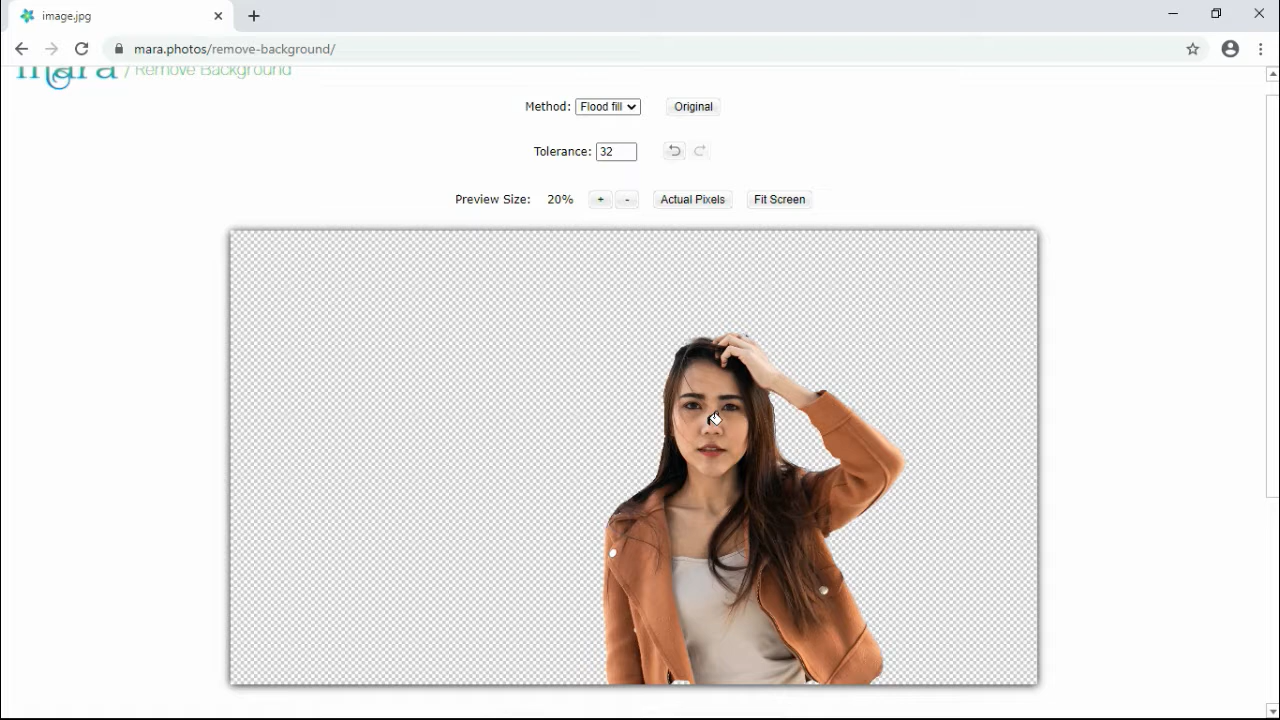 image.jpg
mara.photos/remove-background/
mara / Remove Background
Method: Flood fill Original
Tolerance: 32
Preview Size: 20% + - Actual Pixels Fit Screen